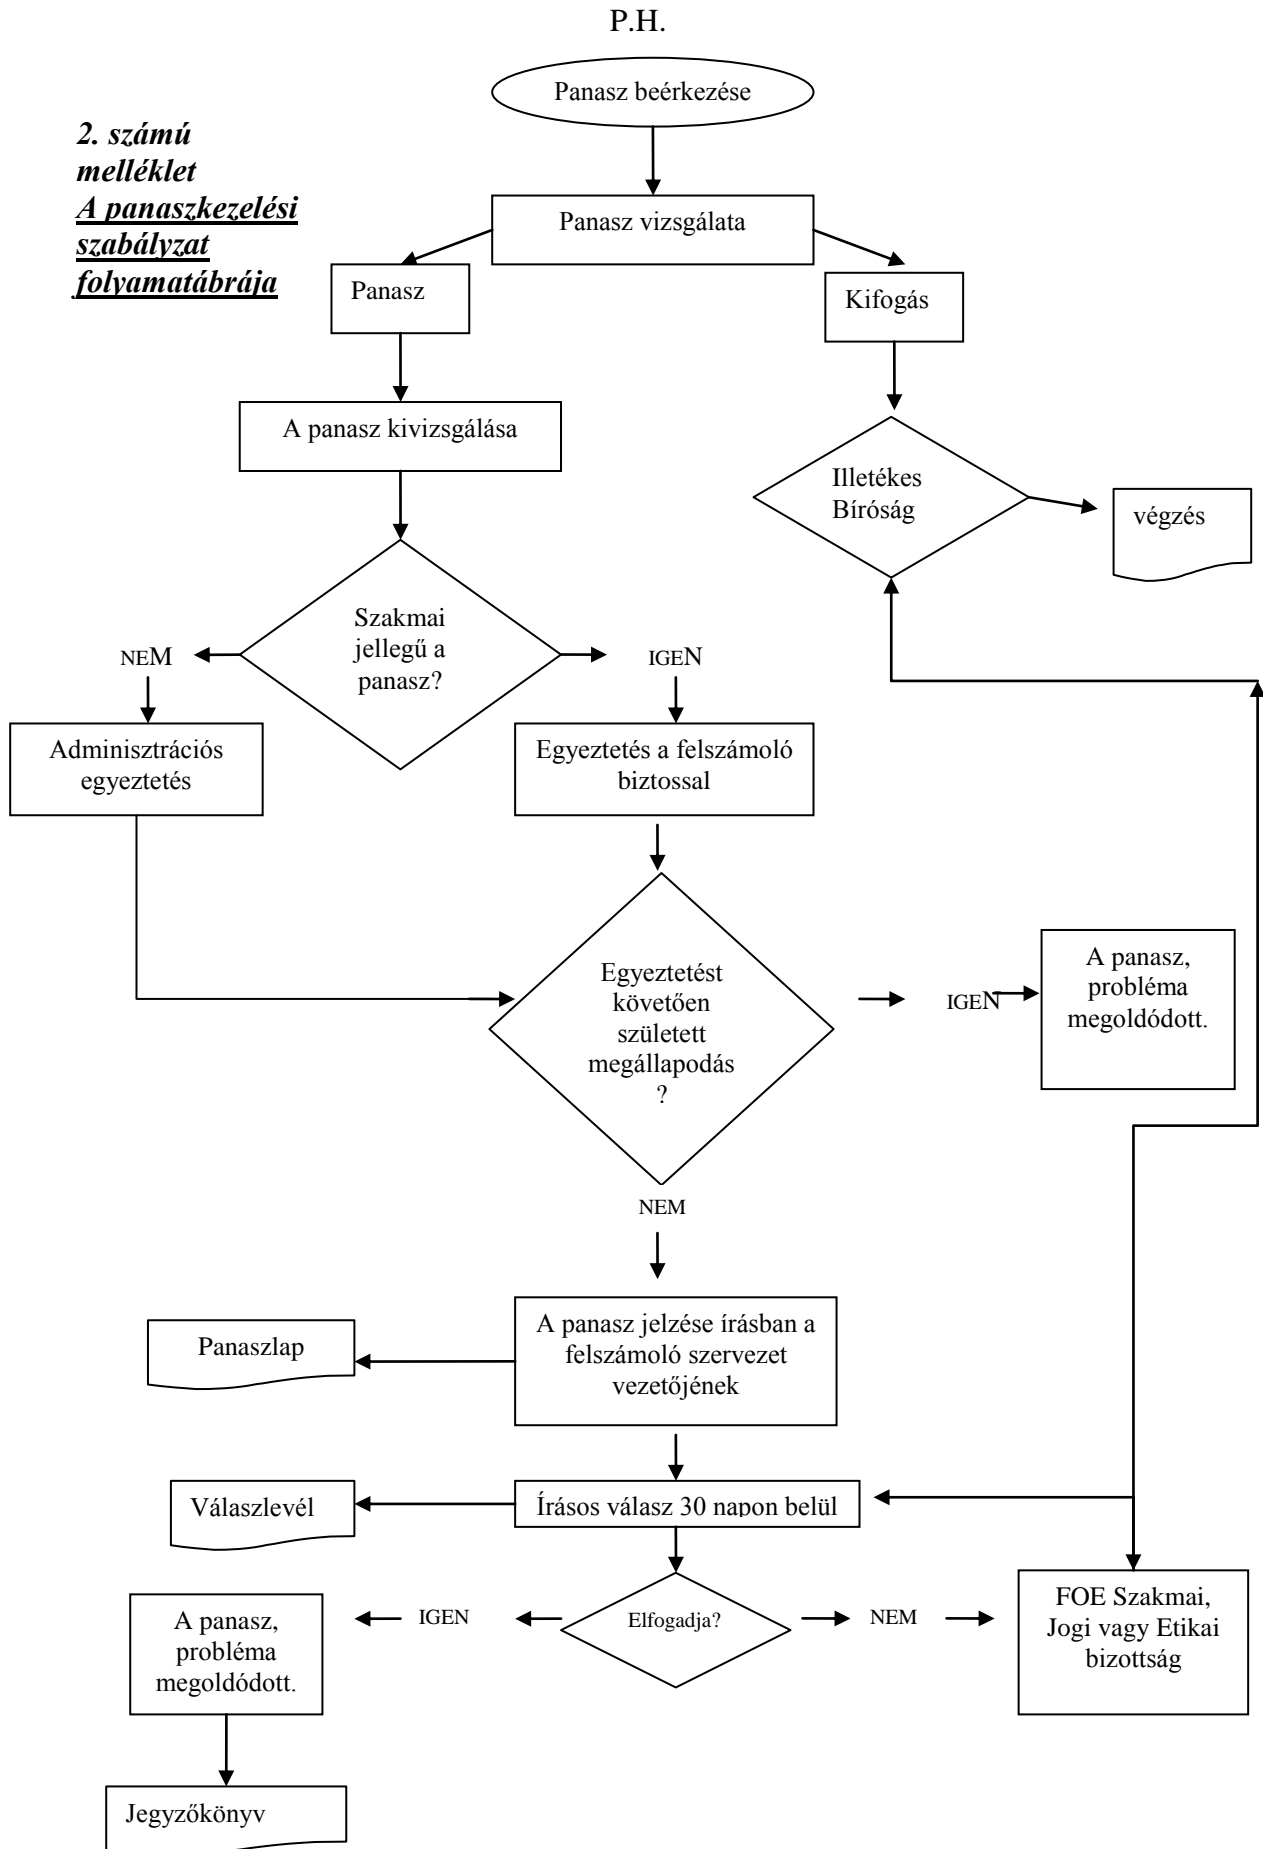 P.H.
Panasz beérkezése
2. számú
melléklet
A panaszkezelési
szabályzat
folyamatábrája
Panasz vizsgálata
Panasz
Kifogás
A panasz kivizsgálása
Illetékes
Bíróság
végzés
Szakmai
jellegű a
panasz?
NEM
IGEN
Adminisztrációs
egyeztetés
Egyeztetés a felszámoló
biztossal
Egyeztetést
követően
született
megállapodás
?
IGEN
A panasz,
probléma
megoldódott.
NEM
A panasz jelzése írásban a
felszámoló szervezet
vezetőjének
Panaszlap
Írásos válasz 30 napon belül
Válaszlevél
Elfogadja?
IGEN
NEM
A panasz,
probléma
megoldódott.
FOE Szakmai,
Jogi vagy Etikai
bizottság
Jegyzőkönyv